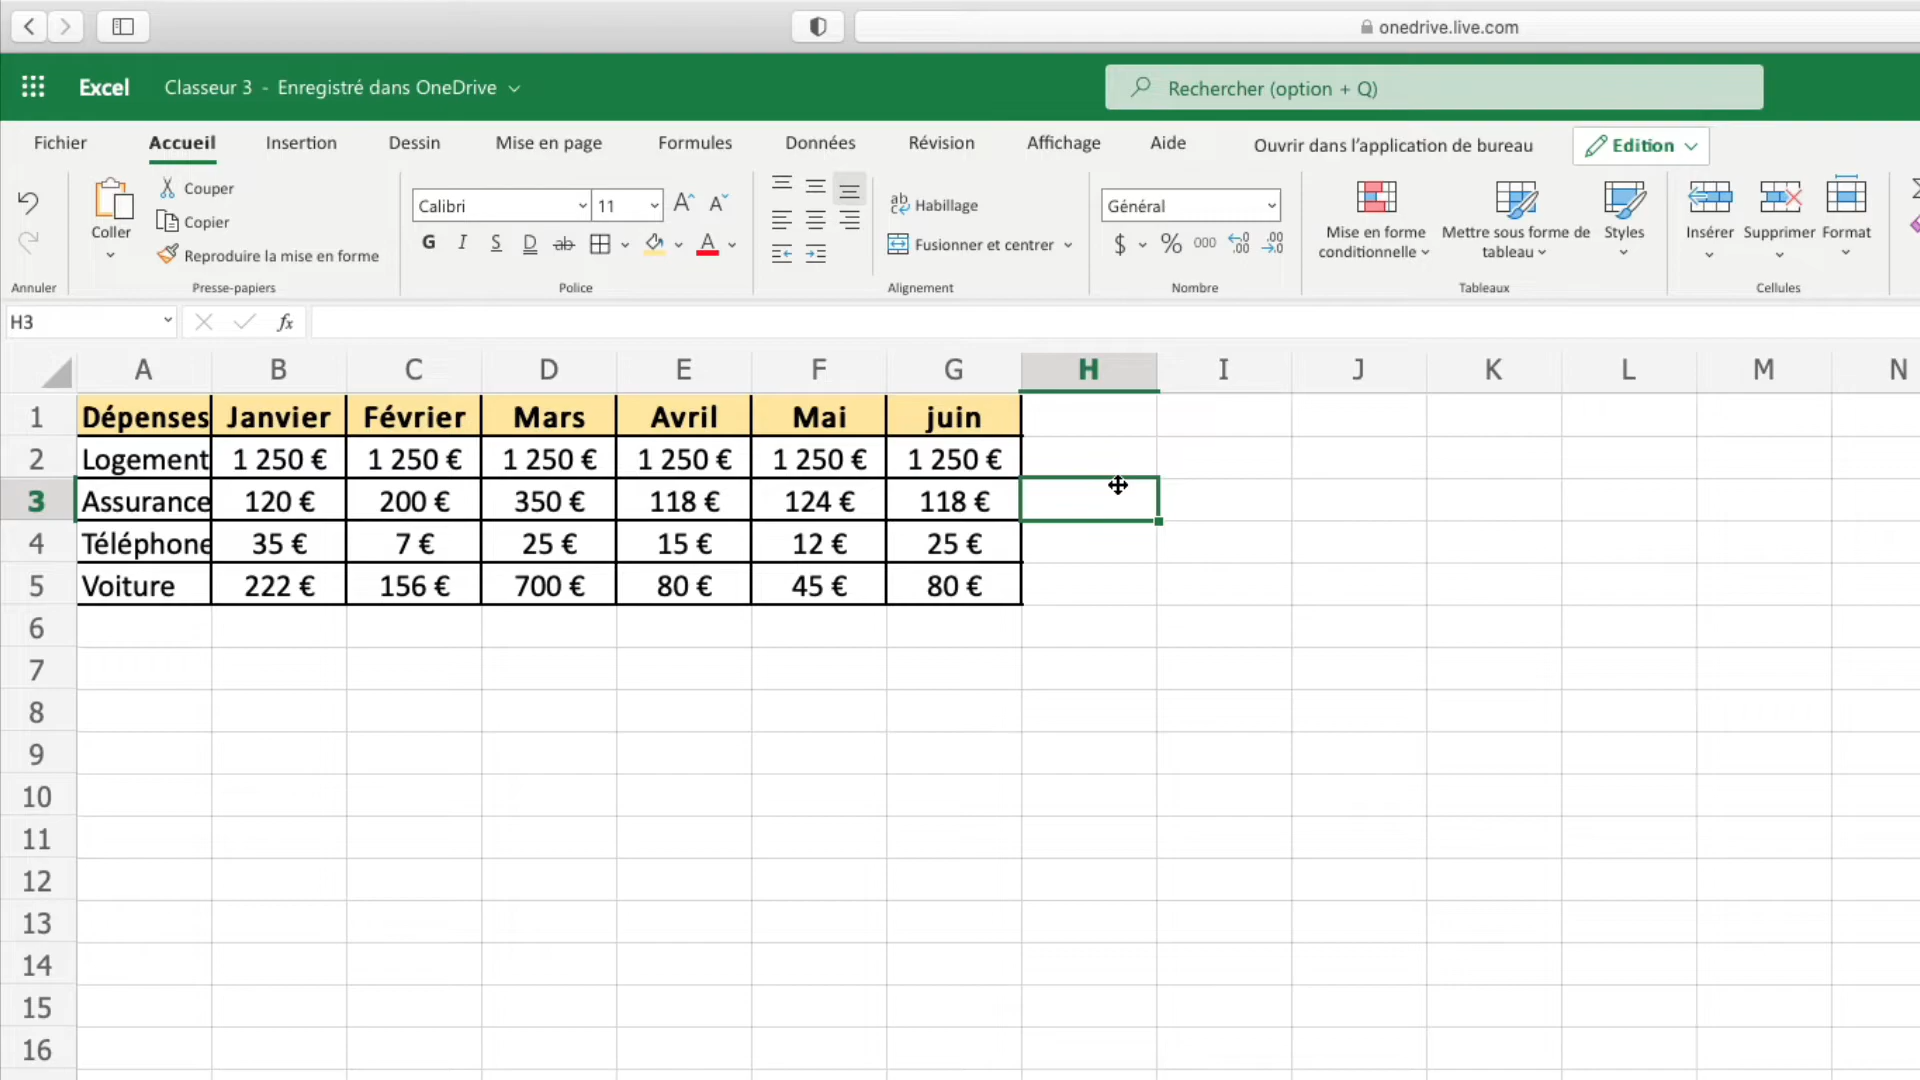 onedrive.live.com
Excel Classeur 3 - Enregistré dans OneDrive Rechercher (option + Q)
Fichier Accueil Insertion Dessin Mise en page Formules Données Révision Affichage Aide Ouvrir dans l'application de bureau Edition
Coller Couper
Copier
Reproduire la mise en forme
Calibri 11
G I S D ab A
ab
c Habillage
Fusionner et centrer
Général
$ % 000
Mise en forme conditionnelle
Mettre sous forme de tableau
Styles
Insérer Supprimer Format
Annuler Presse-papiers Police Alignement Nombre Tableaux Cellules
H3 fx
A B C D E F G H I J K L M N
1 Dépenses Janvier Février Mars Avril Mai juin
2 Logement 1 250 € 1 250 € 1 250 € 1 250 € 1 250 € 1 250 €
3 Assurance 120 € 200 € 350 € 118 € 124 € 118 €
4 Téléphone 35 € 7 € 25 € 15 € 12 € 25 €
5 Voiture 222 € 156 € 700 € 80 € 45 € 80 €
6
7
8
9
10
11
12
13
14
15
16